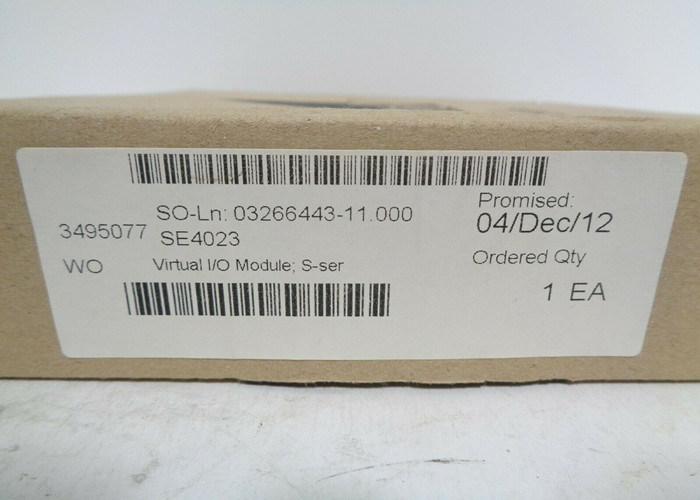 SO-Ln: 03266443-11.000
3495077
SE4023
WO
Virtual I/O Module; S-ser
Promised:
04/Dec/12
Ordered Qty
1 EA